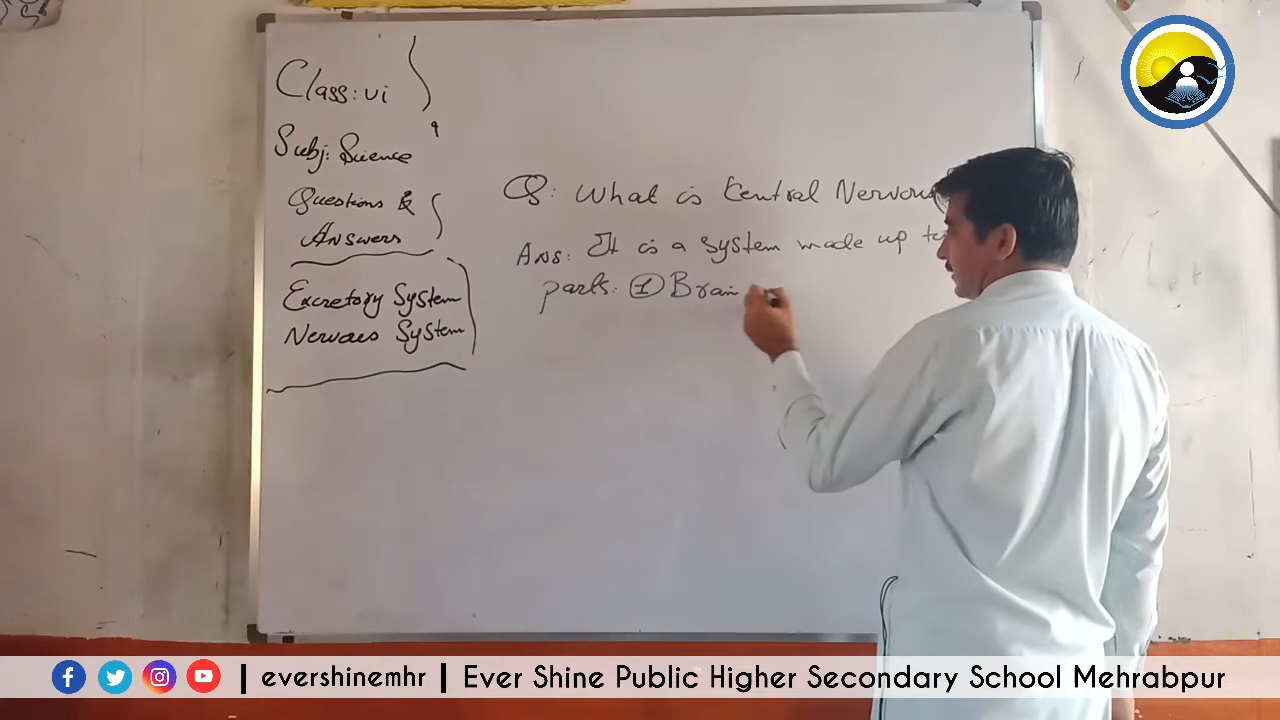 Class: vi
Subj: Science
Questions &
Answers
Excretory System
Nervous System
Q: What is Central Nervous
Ans: It is a system made up
parts: ① Brain
| evershinemhr | Ever Shine Public Higher Secondary School Mehrabpur